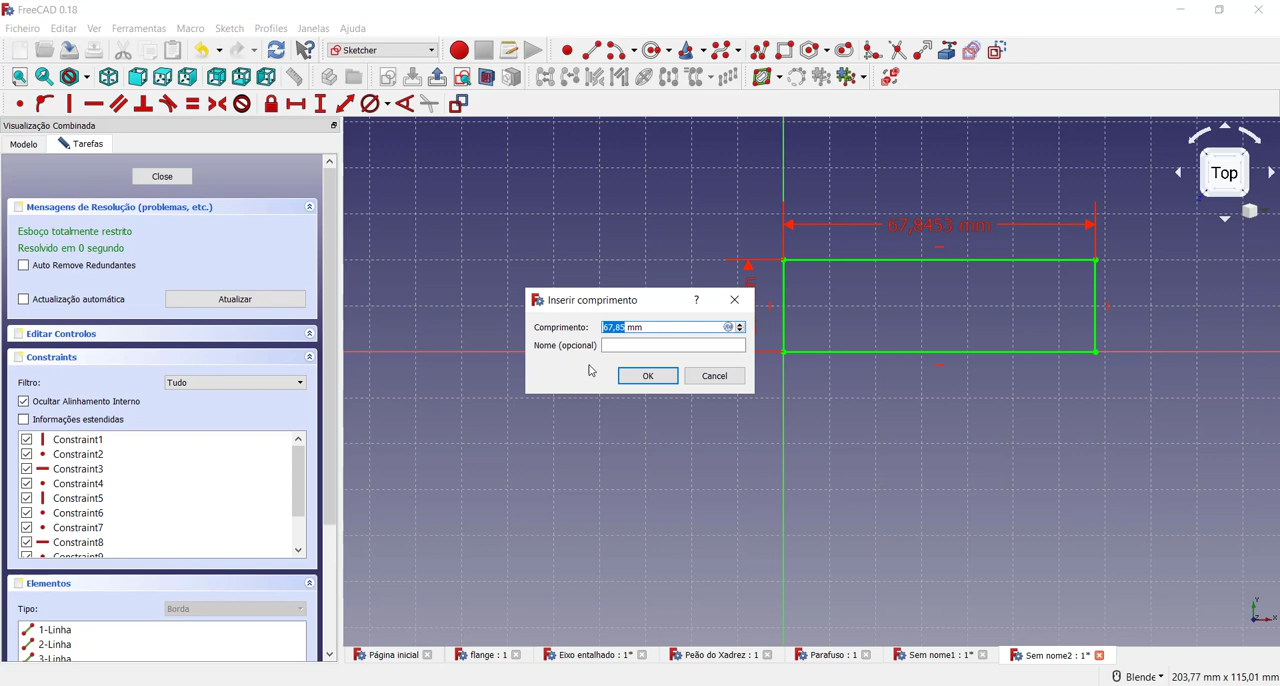 FreeCAD 0.18
Ficheiro Editar Ver Ferramentas Macro Sketch Profiles Janelas Ajuda
Sketcher
Visualização Combinada
Modelo Tarefas
Close
Mensagens de Resolução (problemas, etc.)
Esboço totalmente restrito
Resolvido em 0 segundo
Auto Remove Redundantes
Actualização automática Atualizar
Editar Controlos
Constraints
Filtro: Tudo
Ocultar Alinhamento Interno
Informações estendidas
Constraint1
Constraint2
Constraint3
Constraint4
Constraint5
Constraint6
Constraint7
Constraint8
Constraint9
Elementos
Tipo: Borda
1-Linha
2-Linha
3-Linha
67,8453 mm
Top
Inserir comprimento ?
Comprimento: 67,85 mm
Nome (opcional)
OK Cancel
Y
Z X
Página inicial flange : 1 Eixo entalhado : 1* Peão do Xadrez : 1 Parafuso : 1 Sem nome1 : 1* Sem nome2 : 1*
Blende 203,77 mm x 115,01 mm